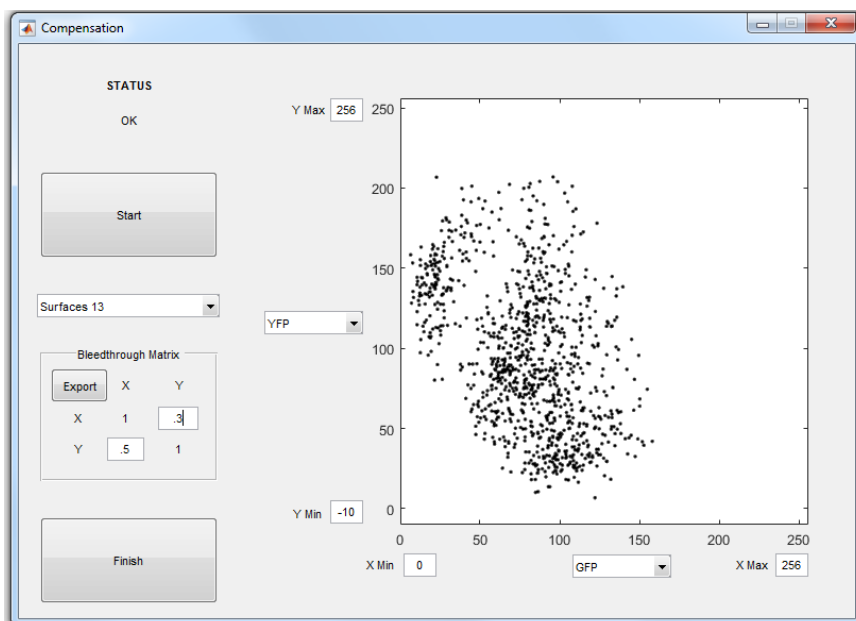 Compensation
STATUS
OK
Start
Surfaces 13
Bleedthrough Matrix
Export X Y
X 1 .3
Y .5 1
Finish
Y Max 256
YFP
Y Min -10
250
200
150
100
50
0
0 50 100 150 200 250
X Min 0 GFP X Max 256